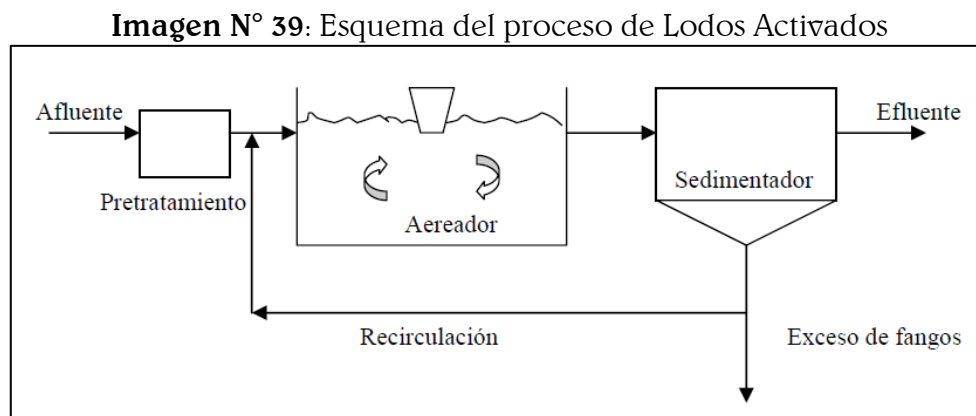 Imagen N° 39: Esquema del proceso de Lodos Activados
Afluente
Efluente
Pretratamiento
Aereador
Sedimentador
Recirculación
Exceso de fangos